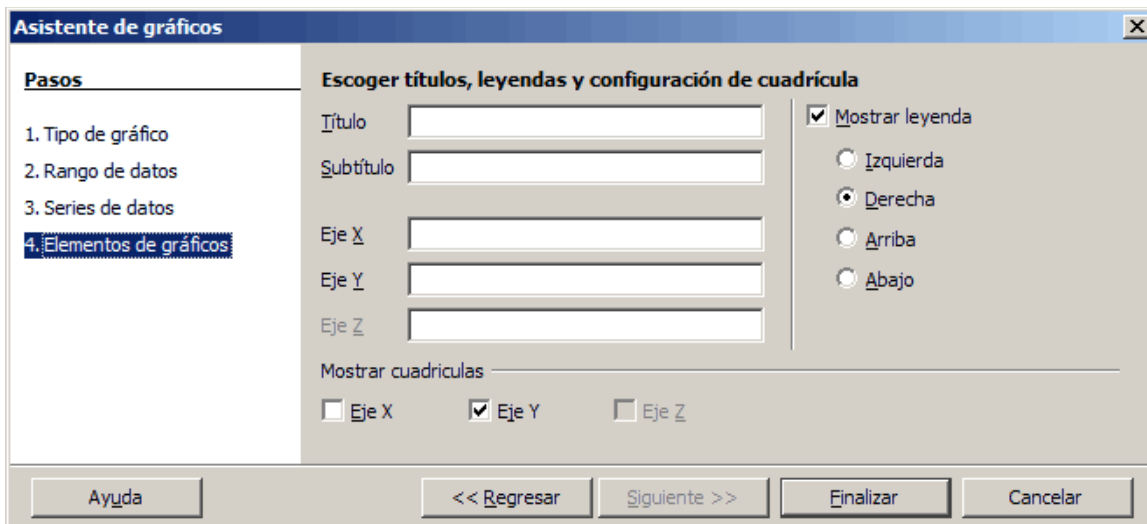 Asistente de gráficos
Pasos
1. Tipo de gráfico
2. Rango de datos
3. Series de datos
4. Elementos de gráficos
Escoger títulos, leyendas y configuración de cuadrícula
Título
Subtítulo
Eje X
Eje Y
Eje Z
Mostrar leyenda
Izquierda
Derecha
Arriba
Abajo
Mostrar cuadriculas
Eje X Eje Y Eje Z
Ayuda << Regresar Siguiente >> Finalizar Cancelar